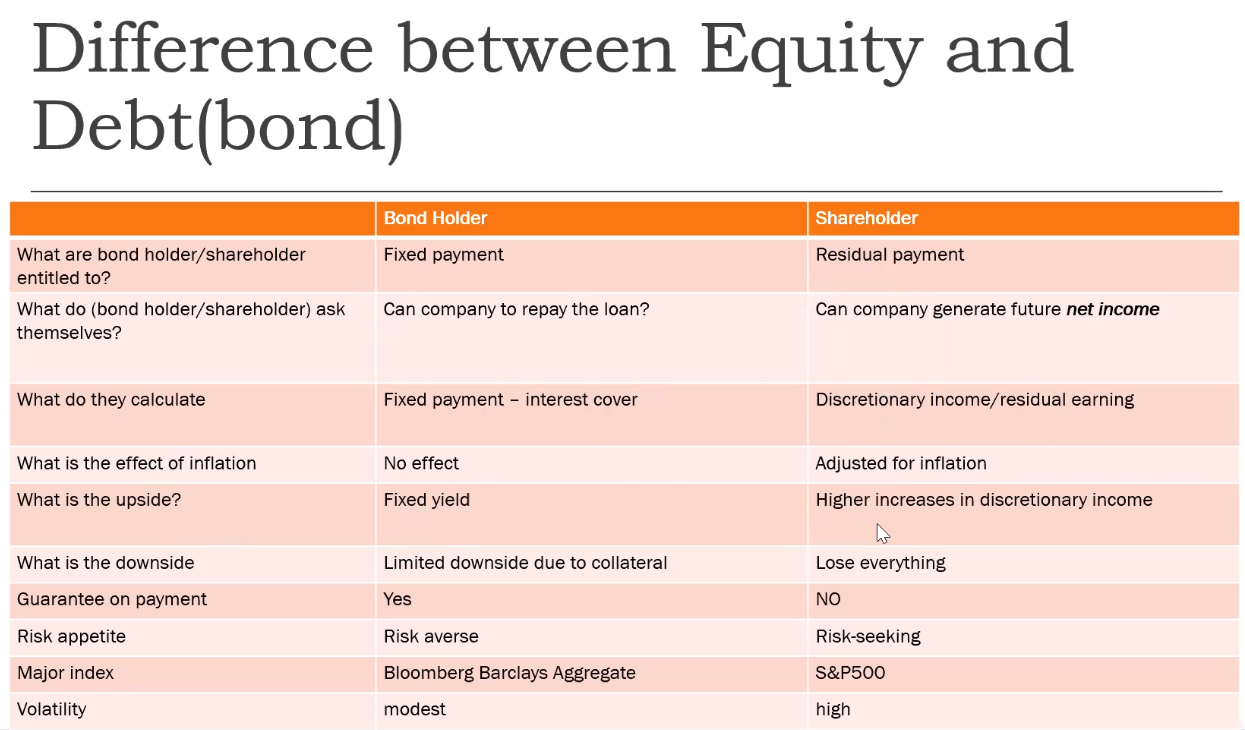 Difference between Equity and
Debt(bond)
Bond Holder
Shareholder
What are bond holder/shareholder
entitled to?
Fixed payment
Residual payment
What do (bond holder/shareholder) ask
themselves?
Can company to repay the loan?
Can company generate future net income
What do they calculate
Fixed payment – interest cover
Discretionary income/residual earning
What is the effect of inflation
No effect
Adjusted for inflation
What is the upside?
Fixed yield
Higher increases in discretionary income
What is the downside
Limited downside due to collateral
Lose everything
Guarantee on payment
Yes
NO
Risk appetite
Risk averse
Risk-seeking
Major index
Bloomberg Barclays Aggregate
S&P500
Volatility
modest
high